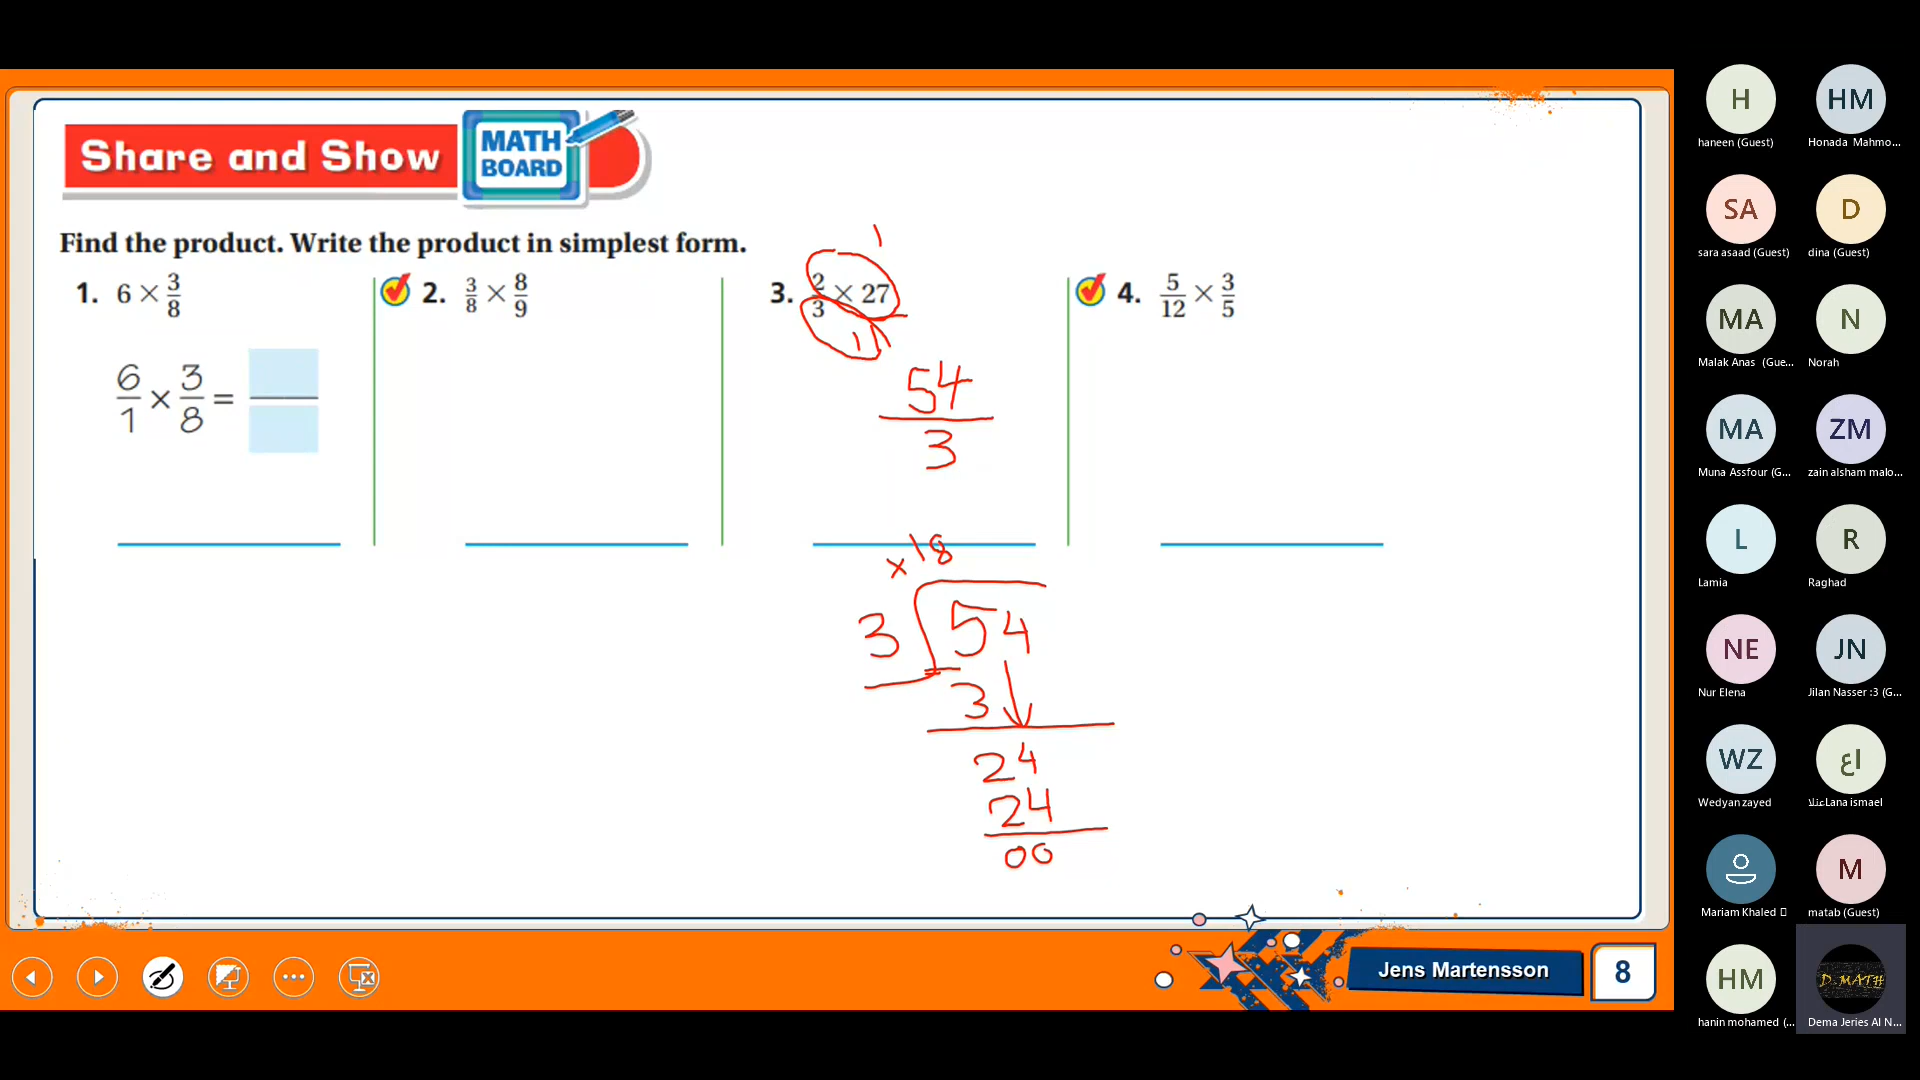 Share and Show
MATH
BOARD
Find the product. Write the product in simplest form.
1. 6 × 3/8
2. 3/8 × 8/9
3. 2/3 × 27
4. 5/12 × 3/5
6/1 × 3/8 =
54
3
× 18
3 54
3
24
24
00
Jens Martensson
8
H
haneen (Guest)
HM
Honada Mahmo...
SA
sara asaad (Guest)
D
dina (Guest)
MA
Malak Anas (Gue...
N
Norah
MA
Muna Assfour (G...
ZM
zain alsham malo...
L
Lamia
R
Raghad
NE
Nur Elena
JN
Jilan Nasser :3 (G...
WZ
Wedyan zayed
Lana ismael
Mariam Khaled
M
matab (Guest)
HM
hanin mohamed (...
D.MATH
Dema Jeries Al N...